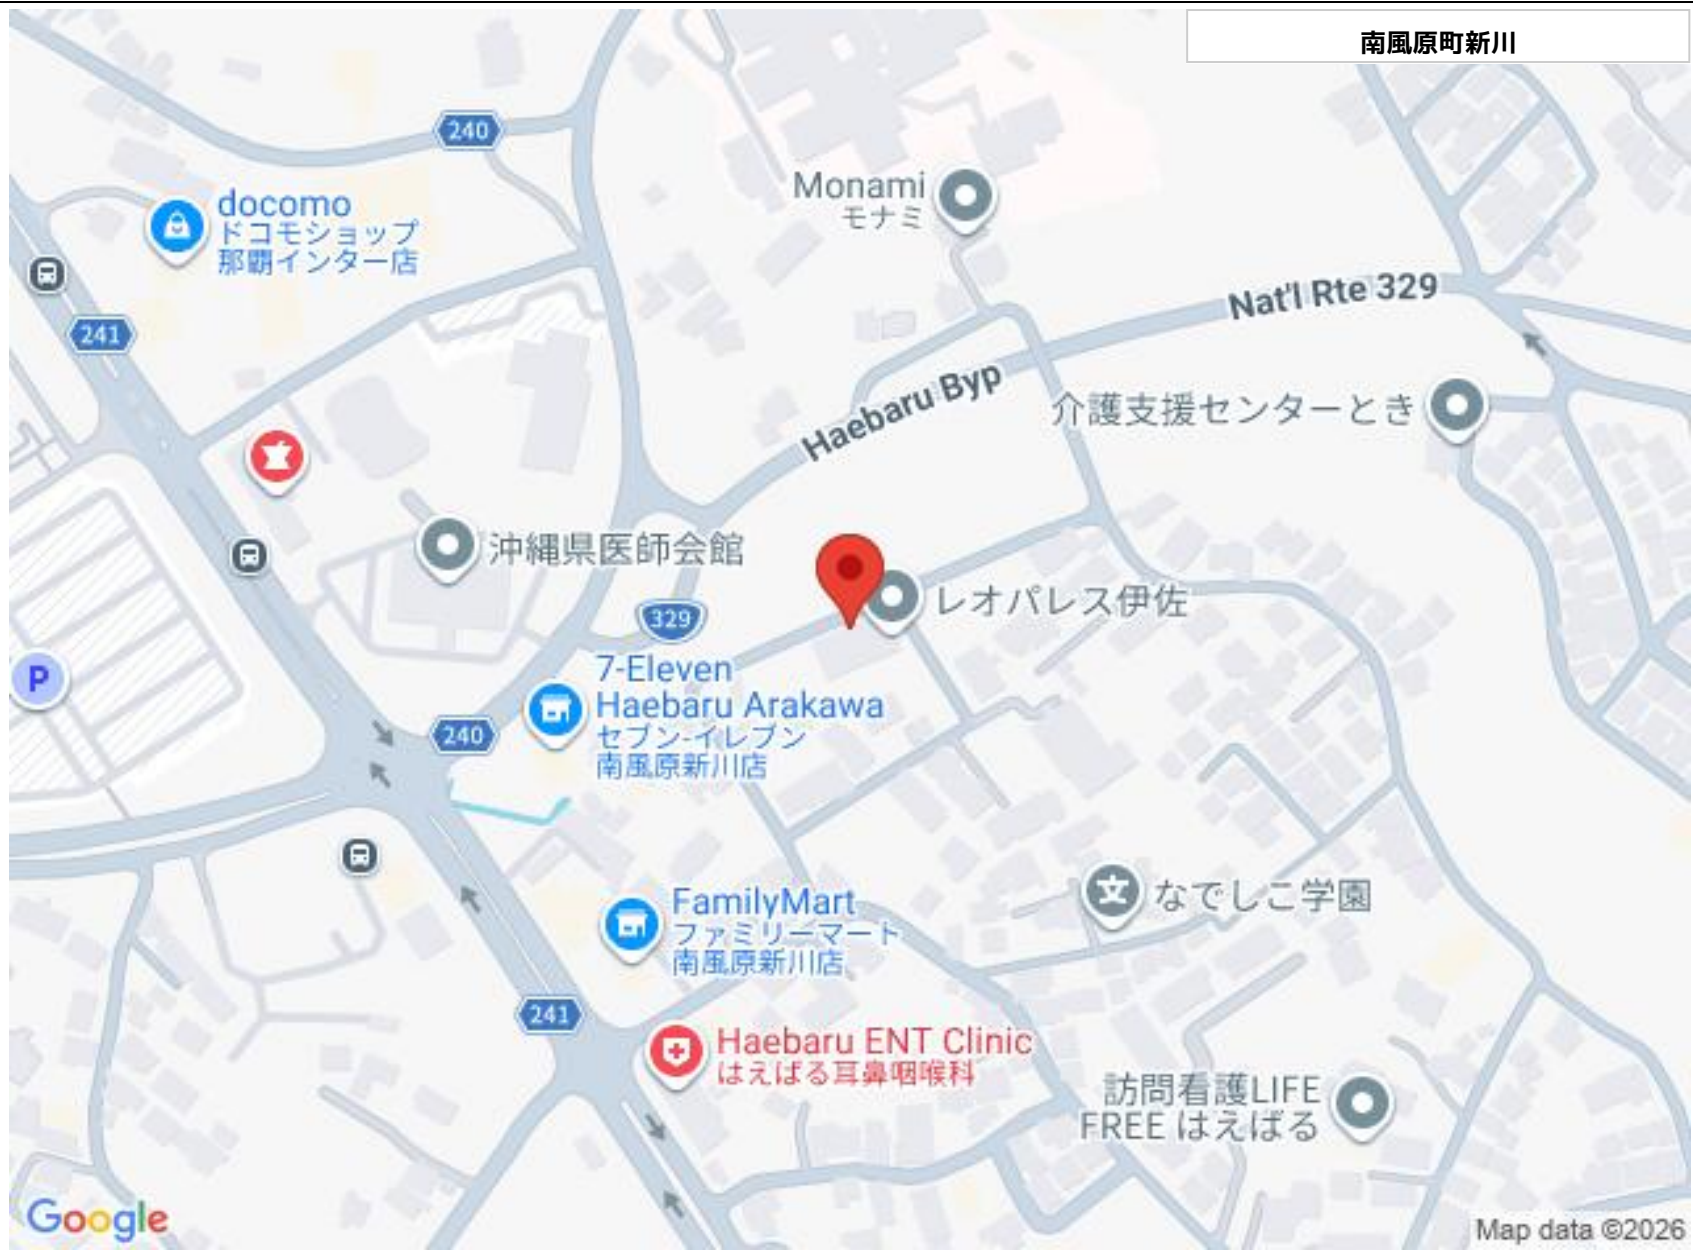 南風原町新川
240
Monami
モナミ
docomo
ドコモショップ
那覇インター店
Nat'l Rte 329
241
Haebaru Byp
介護支援センターとき
沖縄県医師会館
レオパレス伊佐
329
P
7-Eleven
Haebaru Arakawa
セブン-イレブン
南風原新川店
240
文
なでしこ学園
FamilyMart
ファミリーマート
南風原新川店
241
Haebaru ENT Clinic
はえばる耳鼻咽喉科
訪問看護LIFE
FREE はえばる
Google
Map data ©2026